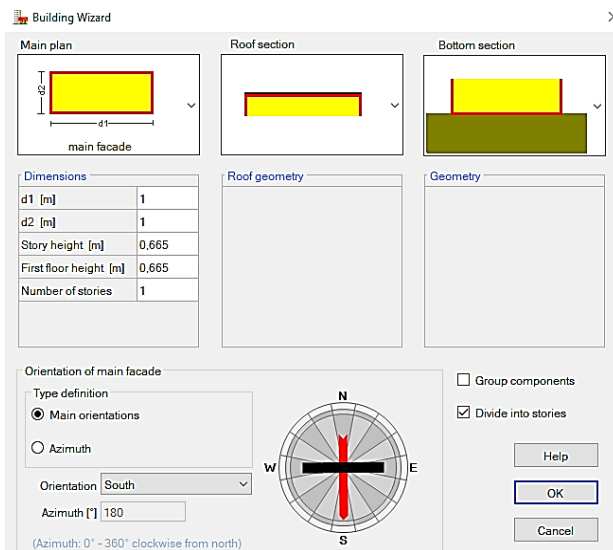 Building Wizard
Main plan
Roof section
Bottom section
d2
d1
main facade
Dimensions
d1 [m] 1
d2 [m] 1
Story height [m] 0,665
First floor height [m] 0,665
Number of stories 1
Roof geometry
Geometry
Orientation of main facade
Type definition
Main orientations
Azimuth
Orientation South
Azimuth [°] 180
(Azimuth: 0° - 360° clockwise from north)
N
W E
S
Group components
Divide into stories
Help
OK
Cancel